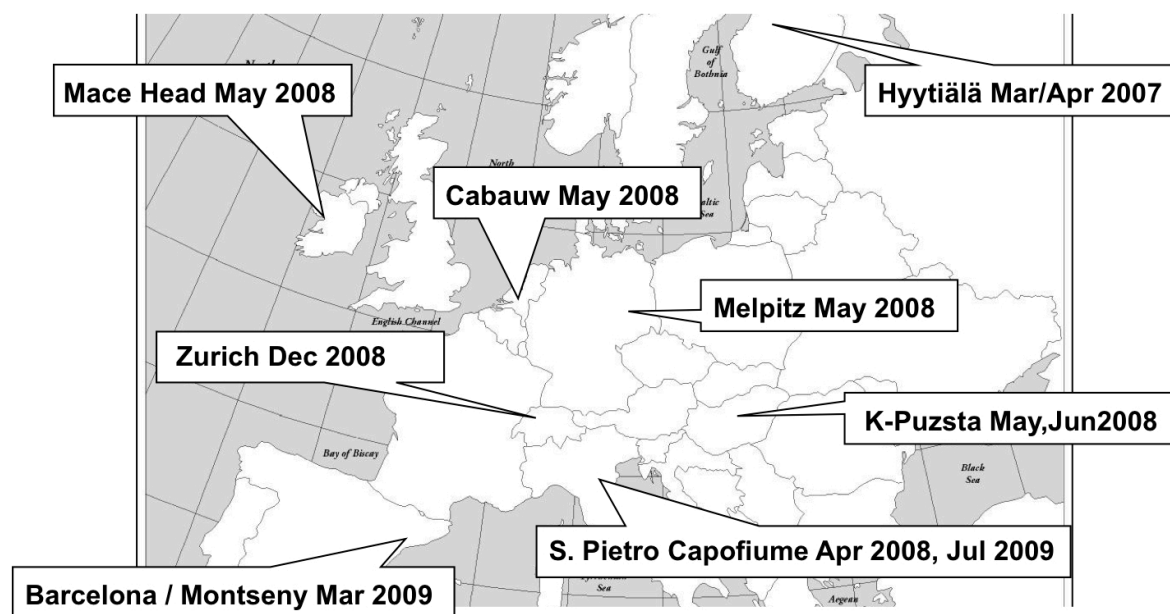 Gulf
of
Bothnia
Mace Head May 2008
Hyytiälä Mar/Apr 2007
North
Cabauw May 2008
Sea
Melpitz May 2008
English Channel
Zurich Dec 2008
K-Puzsta May,Jun2008
Bay of Biscay
Black
Sea
S. Pietro Capofiume Apr 2008, Jul 2009
Sea
Barcelona / Montseny Mar 2009
Aegean